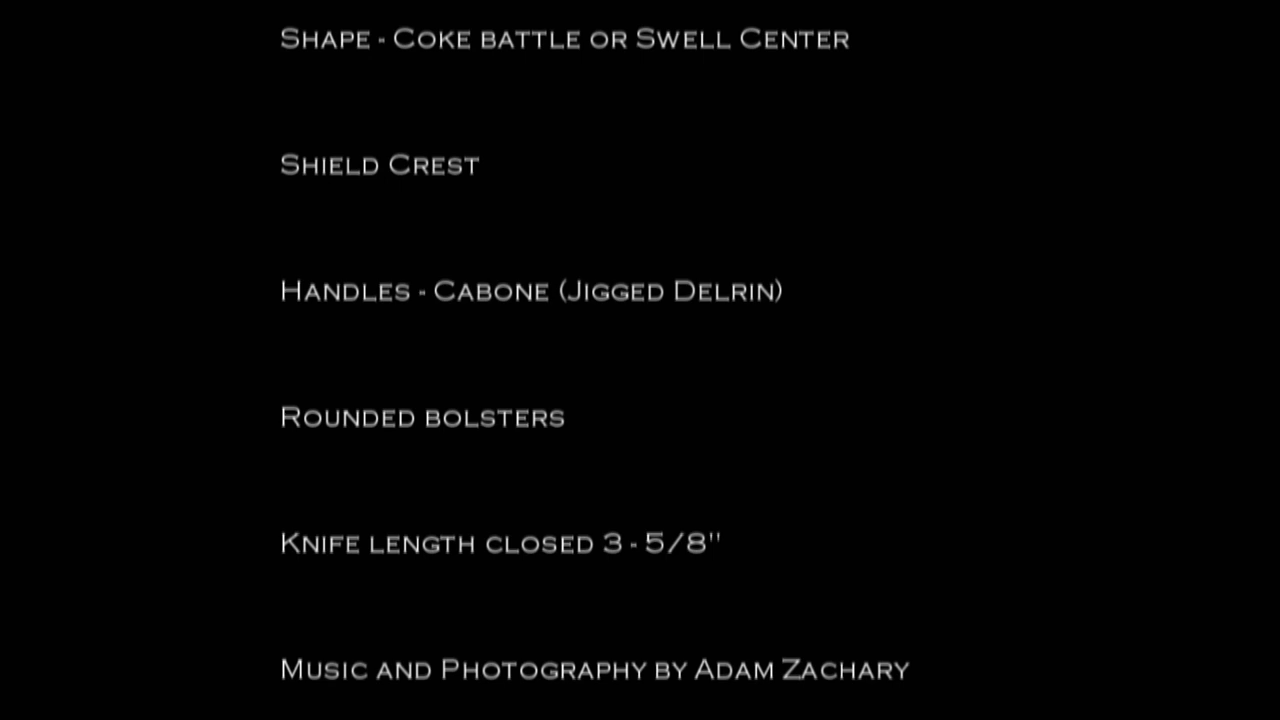 Shape - Coke battle or Swell Center
Shield Crest
Handles - Cabone (Jigged Delrin)
Rounded bolsters
Knife length closed 3 - 5/8"
Music and Photography by Adam Zachary